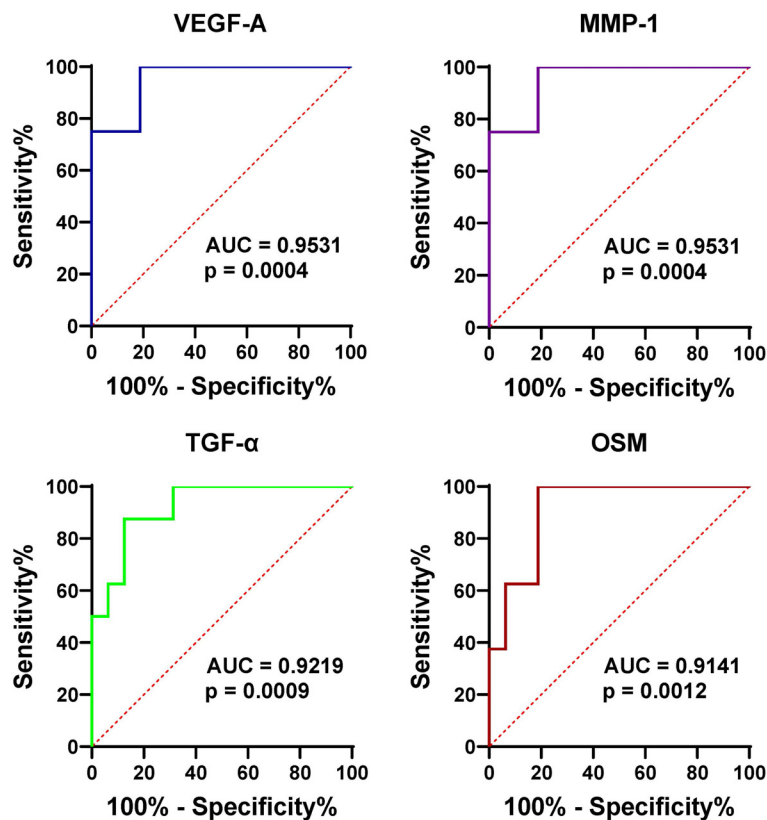 VEGF-A
100
80
60
40
20
0
Sensitivity%
AUC = 0.9531
p = 0.0004
0 20 40 60 80 100
100% - Specificity%
MMP-1
100
80
60
40
20
0
Sensitivity%
AUC = 0.9531
p = 0.0004
0 20 40 60 80 100
100% - Specificity%
TGF-α
100
80
60
40
20
0
Sensitivity%
AUC = 0.9219
p = 0.0009
0 20 40 60 80 100
100% - Specificity%
OSM
100
80
60
40
20
0
Sensitivity%
AUC = 0.9141
p = 0.0012
0 20 40 60 80 100
100% - Specificity%